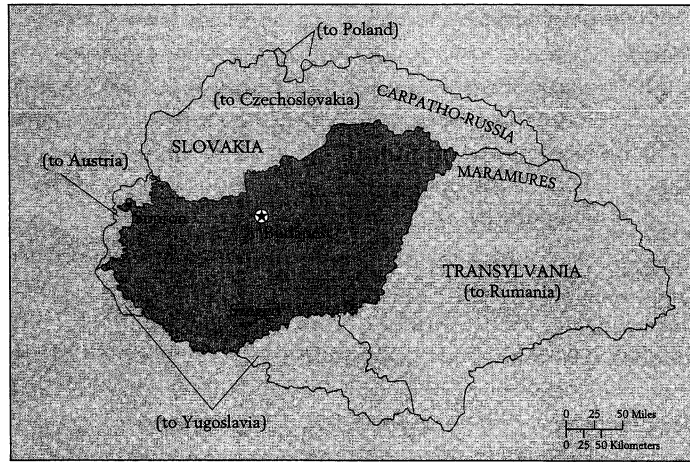 (to Poland)
(to Czechoslovakia)
CARPATHO-RUSSIA
SLOVAKIA
(to Austria)
MARAMURES
Budapest
TRANSYLVANIA
(to Rumania)
(to Yugoslavia)
0 25 50 Miles
0 25 50 Kilometers